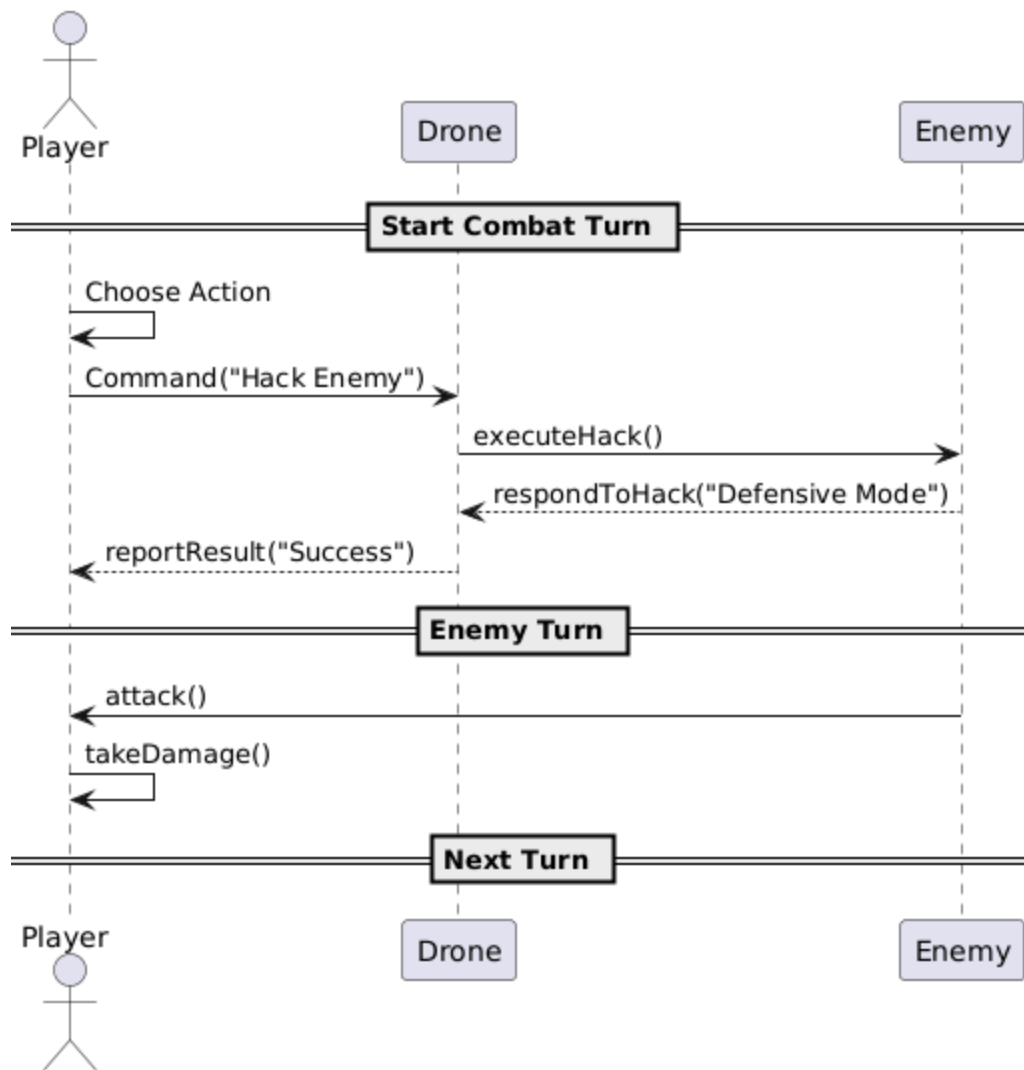 Player
Drone
Enemy
Start Combat Turn
Choose Action
Command("Hack Enemy")
executeHack()
respondToHack("Defensive Mode")
reportResult("Success")
Enemy Turn
attack()
takeDamage()
Next Turn
Player
Drone
Enemy